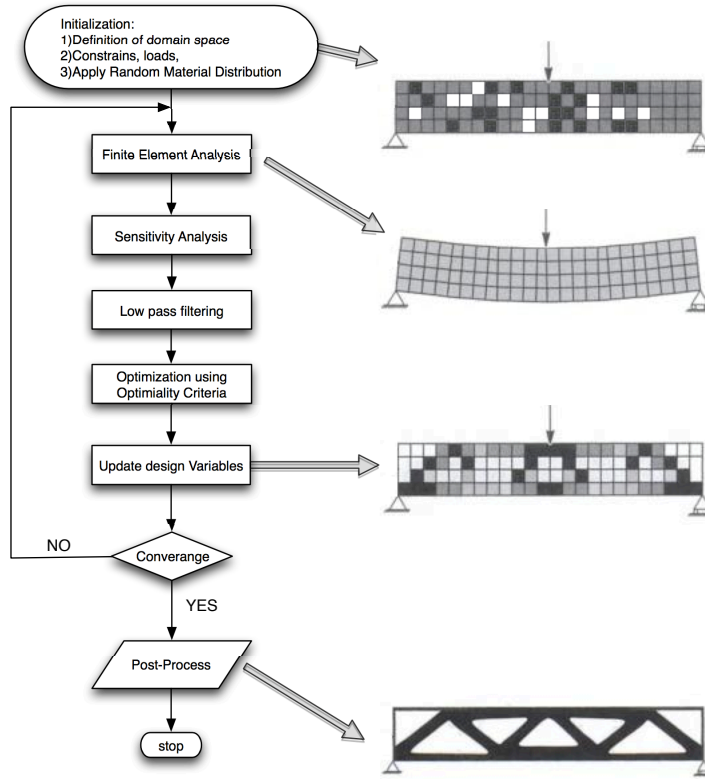 Initialization:
1)Definition of domain space
2)Constrains, loads,
3)Apply Random Material Distribution
Finite Element Analysis
Sensitivity Analysis
Low pass filtering
Optimization using
Optimiality Criteria
Update design Variables
NO
Converange
YES
Post-Process
stop